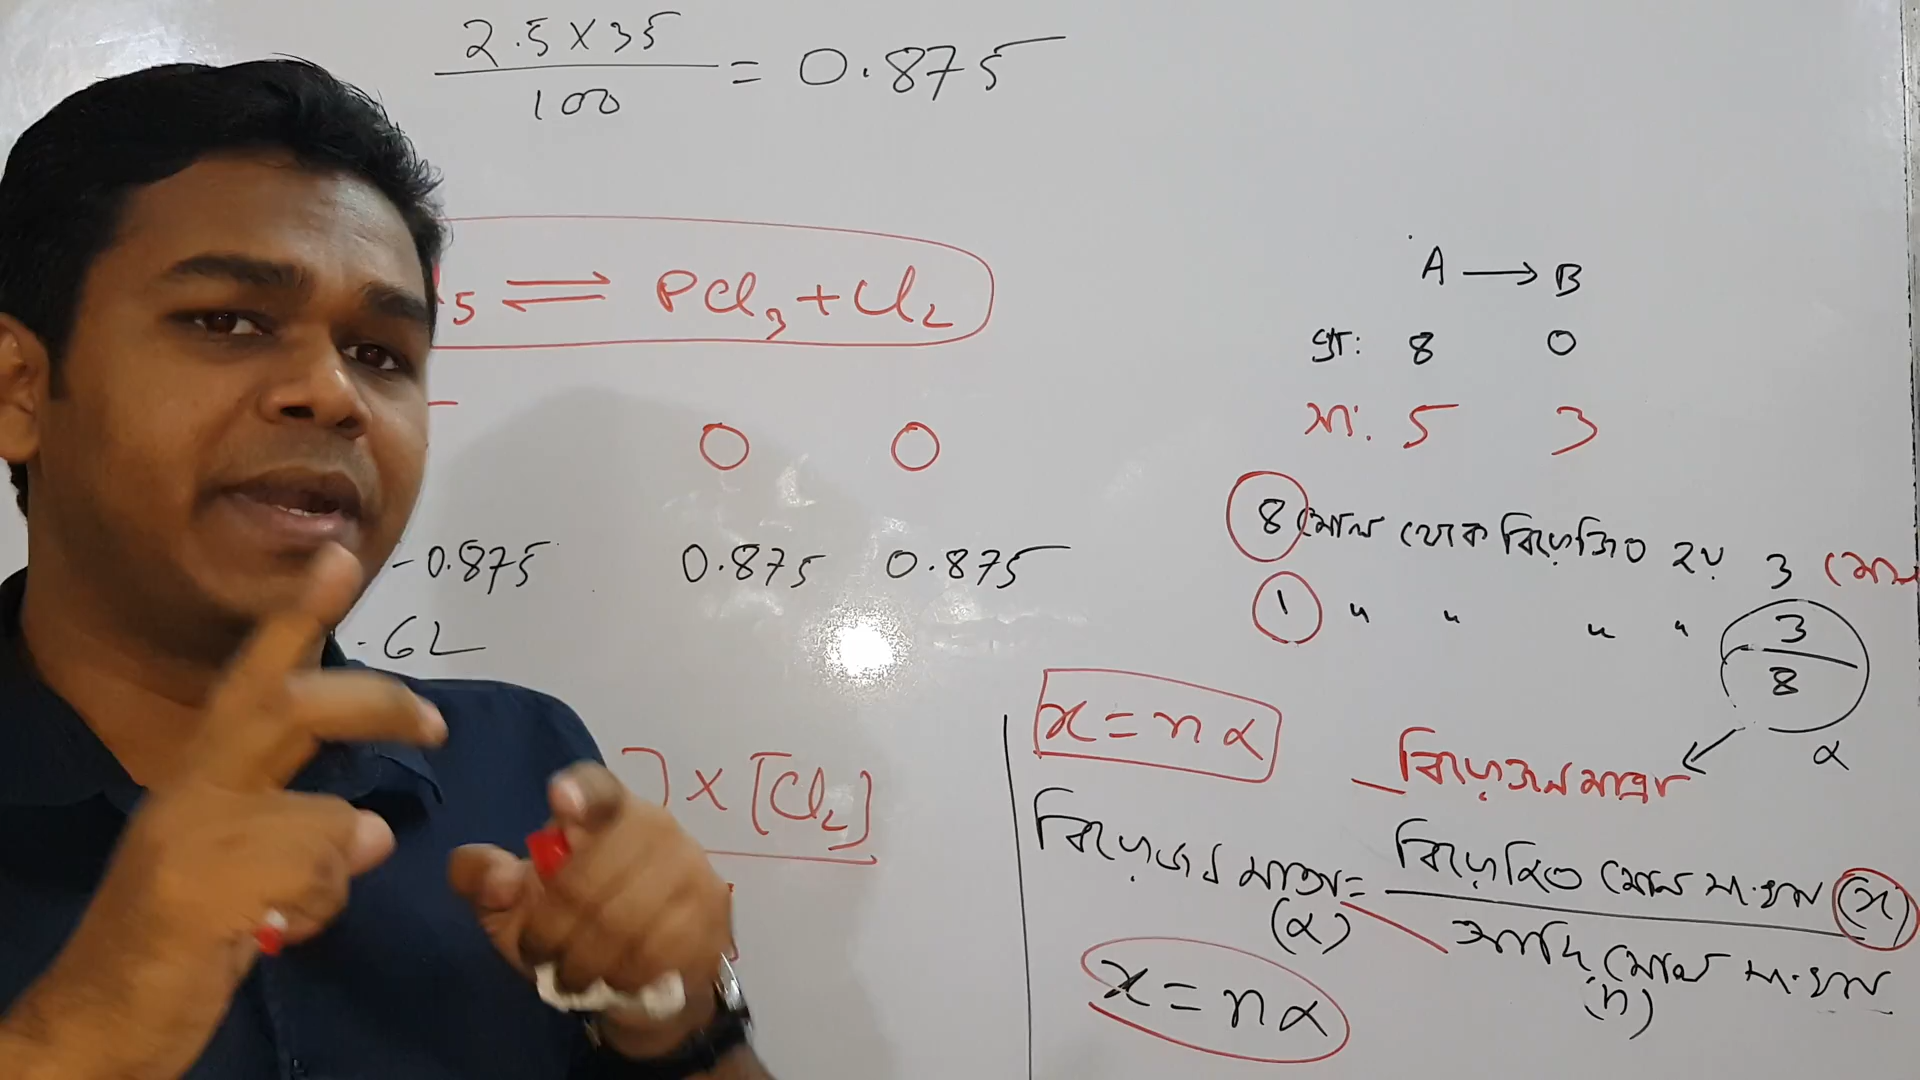 2.5 × 35
100
= 0.875
5 ⇌ PCl3 + Cl2
0 0
- 0.875 0.875 0.875
62
] × [Cl2]
A → B
প্রা: 8 0
সা: 5 3
8 মোল থেকে বিয়োজিত হয় 3 মোল
1 " " " " 3
8
α
x = nα
বিয়োজনমাত্রা
বিয়োজন মাত্রা = বিয়োজিত মোল সংখ্যা (x)
(α) আদি মোল সংখ্যা
(n)
x = nα